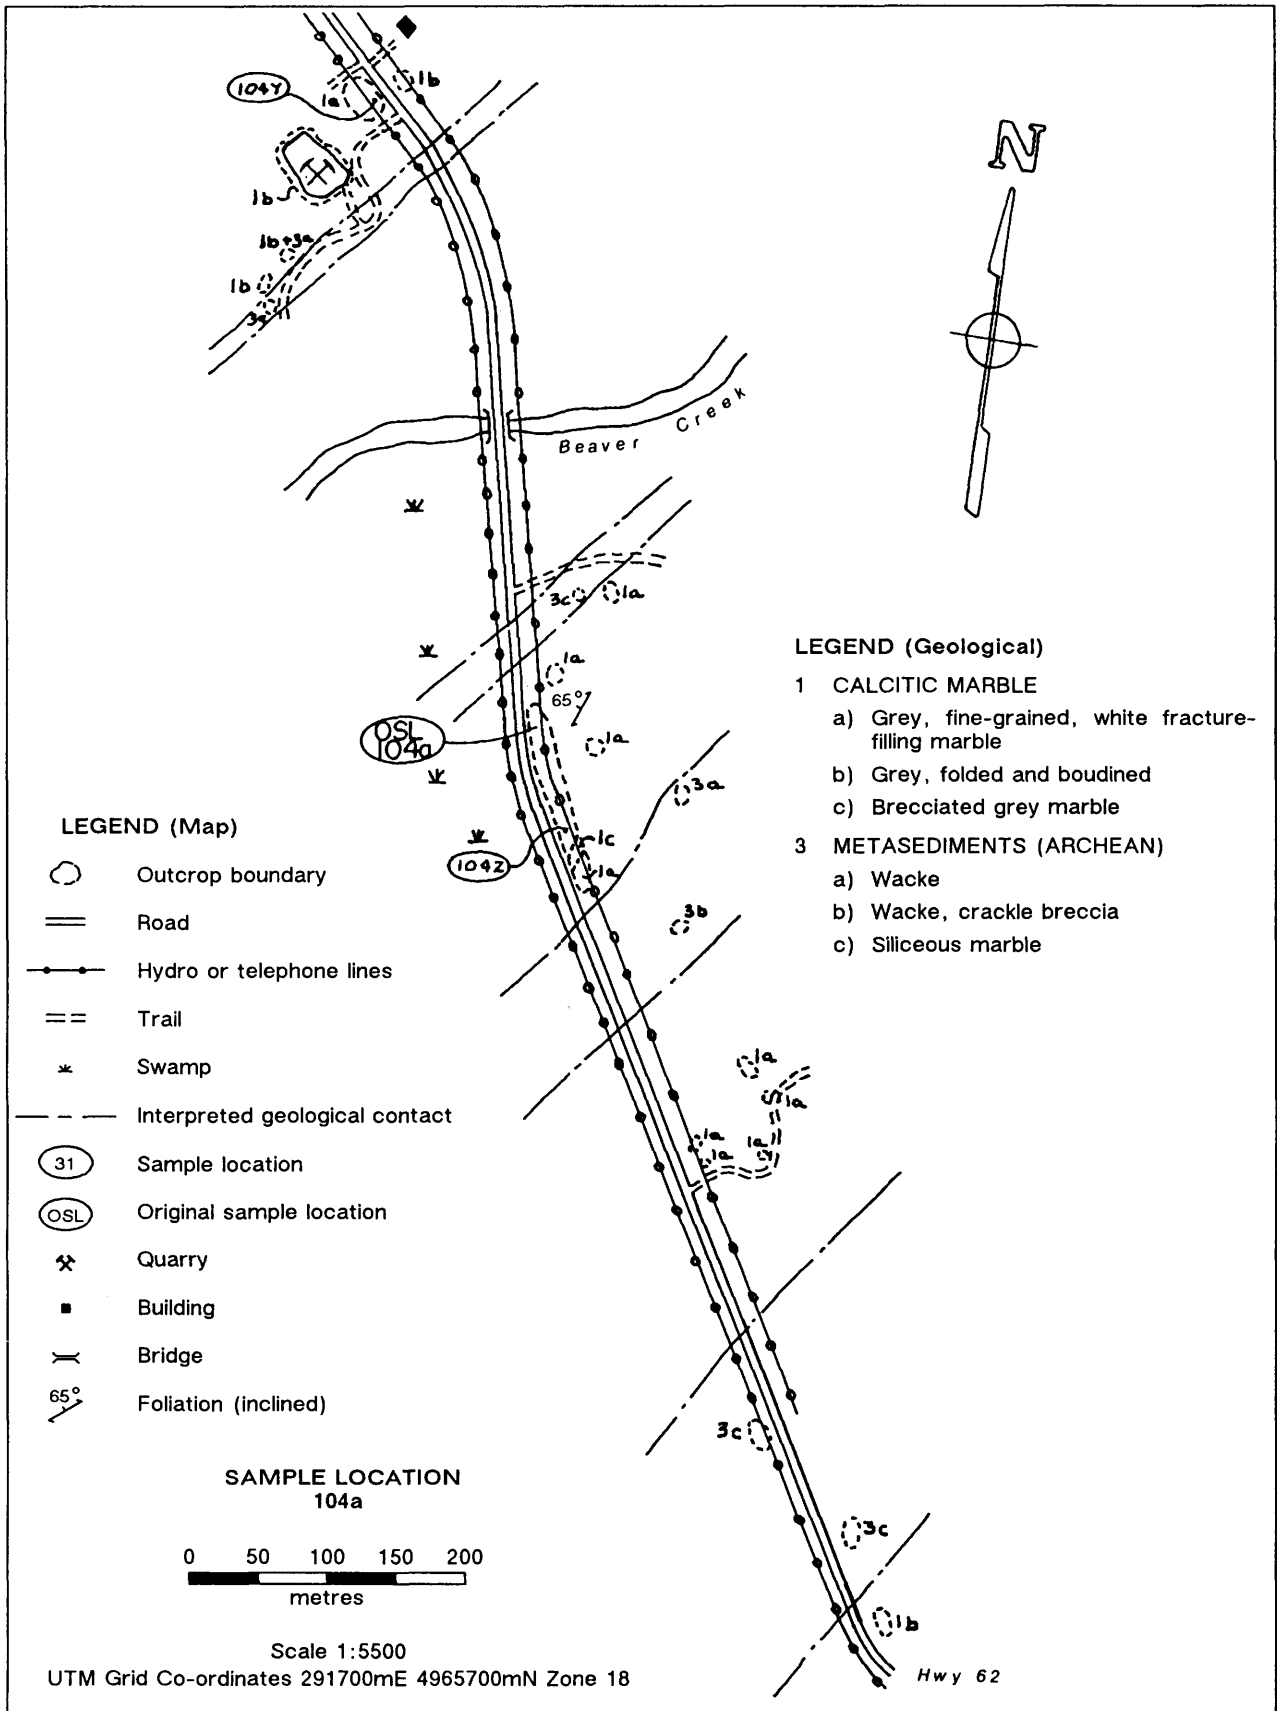 1b
104Y
1a
N
1b
1b+3a
1b
3a
Beaver Creek
3c
1a
1a
65°
OSL
104a
1a
3a
1c
104Z
1a
3b
1a
1a
1a
1a
1a
3c
3c
1b
Hwy 62
LEGEND (Geological)
1 CALCITIC MARBLE
a) Grey, fine-grained, white fracture-
filling marble
b) Grey, folded and boudined
c) Brecciated grey marble
3 METASEDIMENTS (ARCHEAN)
a) Wacke
b) Wacke, crackle breccia
c) Siliceous marble
LEGEND (Map)
Outcrop boundary
Road
Hydro or telephone lines
Trail
Swamp
Interpreted geological contact
31 Sample location
OSL Original sample location
Quarry
Building
Bridge
65° Foliation (inclined)
SAMPLE LOCATION
104a
0 50 100 150 200
metres
Scale 1:5500
UTM Grid Co-ordinates 291700mE 4965700mN Zone 18